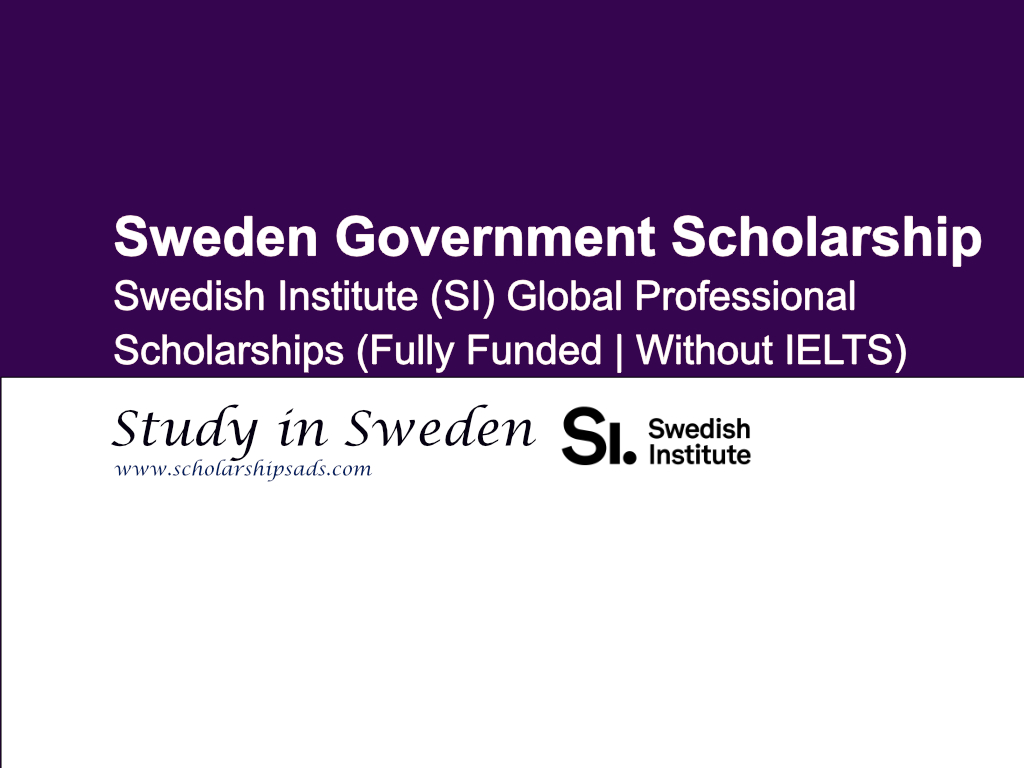 Sweden Government Scholarship
Swedish Institute (SI) Global Professional
Scholarships (Fully Funded | Without IELTS)
Study in Sweden
www.scholarshipsads.com
SI. Swedish
Institute